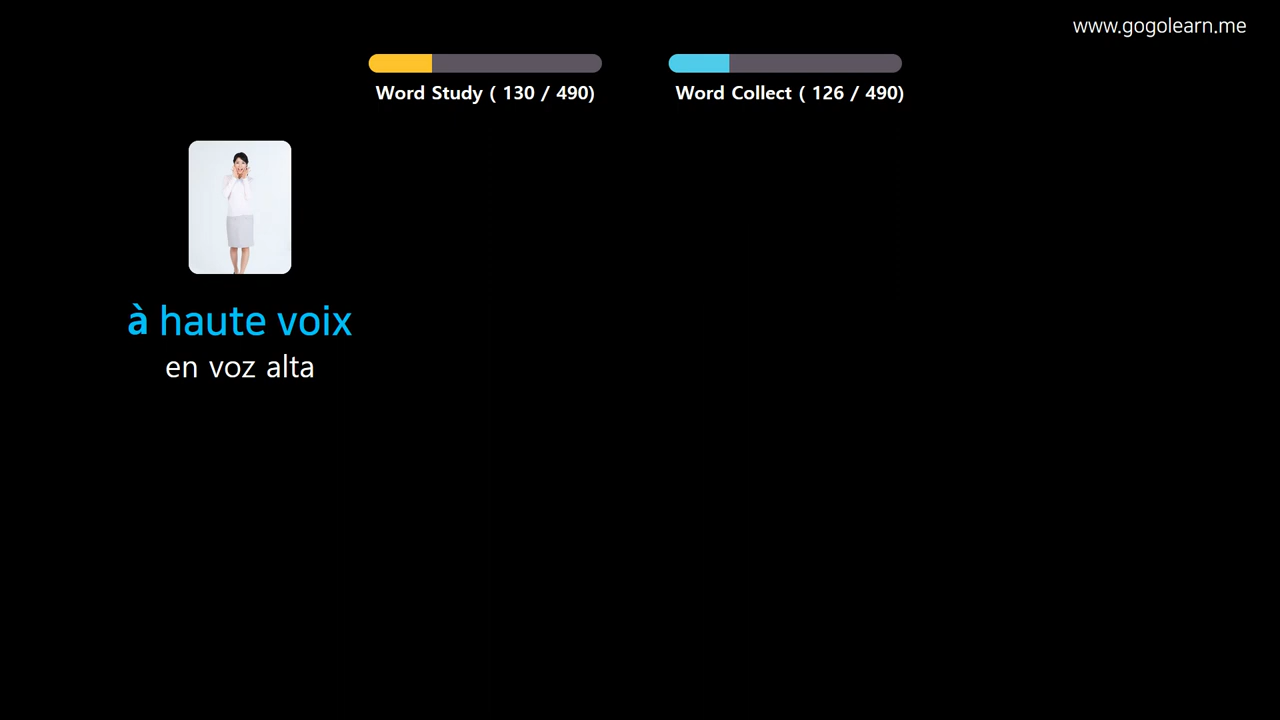 www.gogolearn.me
Word Study ( 130 / 490)
Word Collect ( 126 / 490)
à haute voix
en voz alta